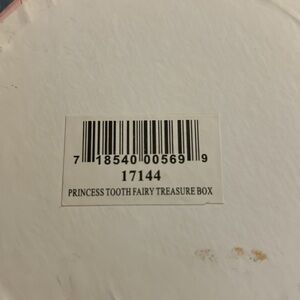 7 18540 00569 9
17144
PRINCESS TOOTH FAIRY TREASURE BOX